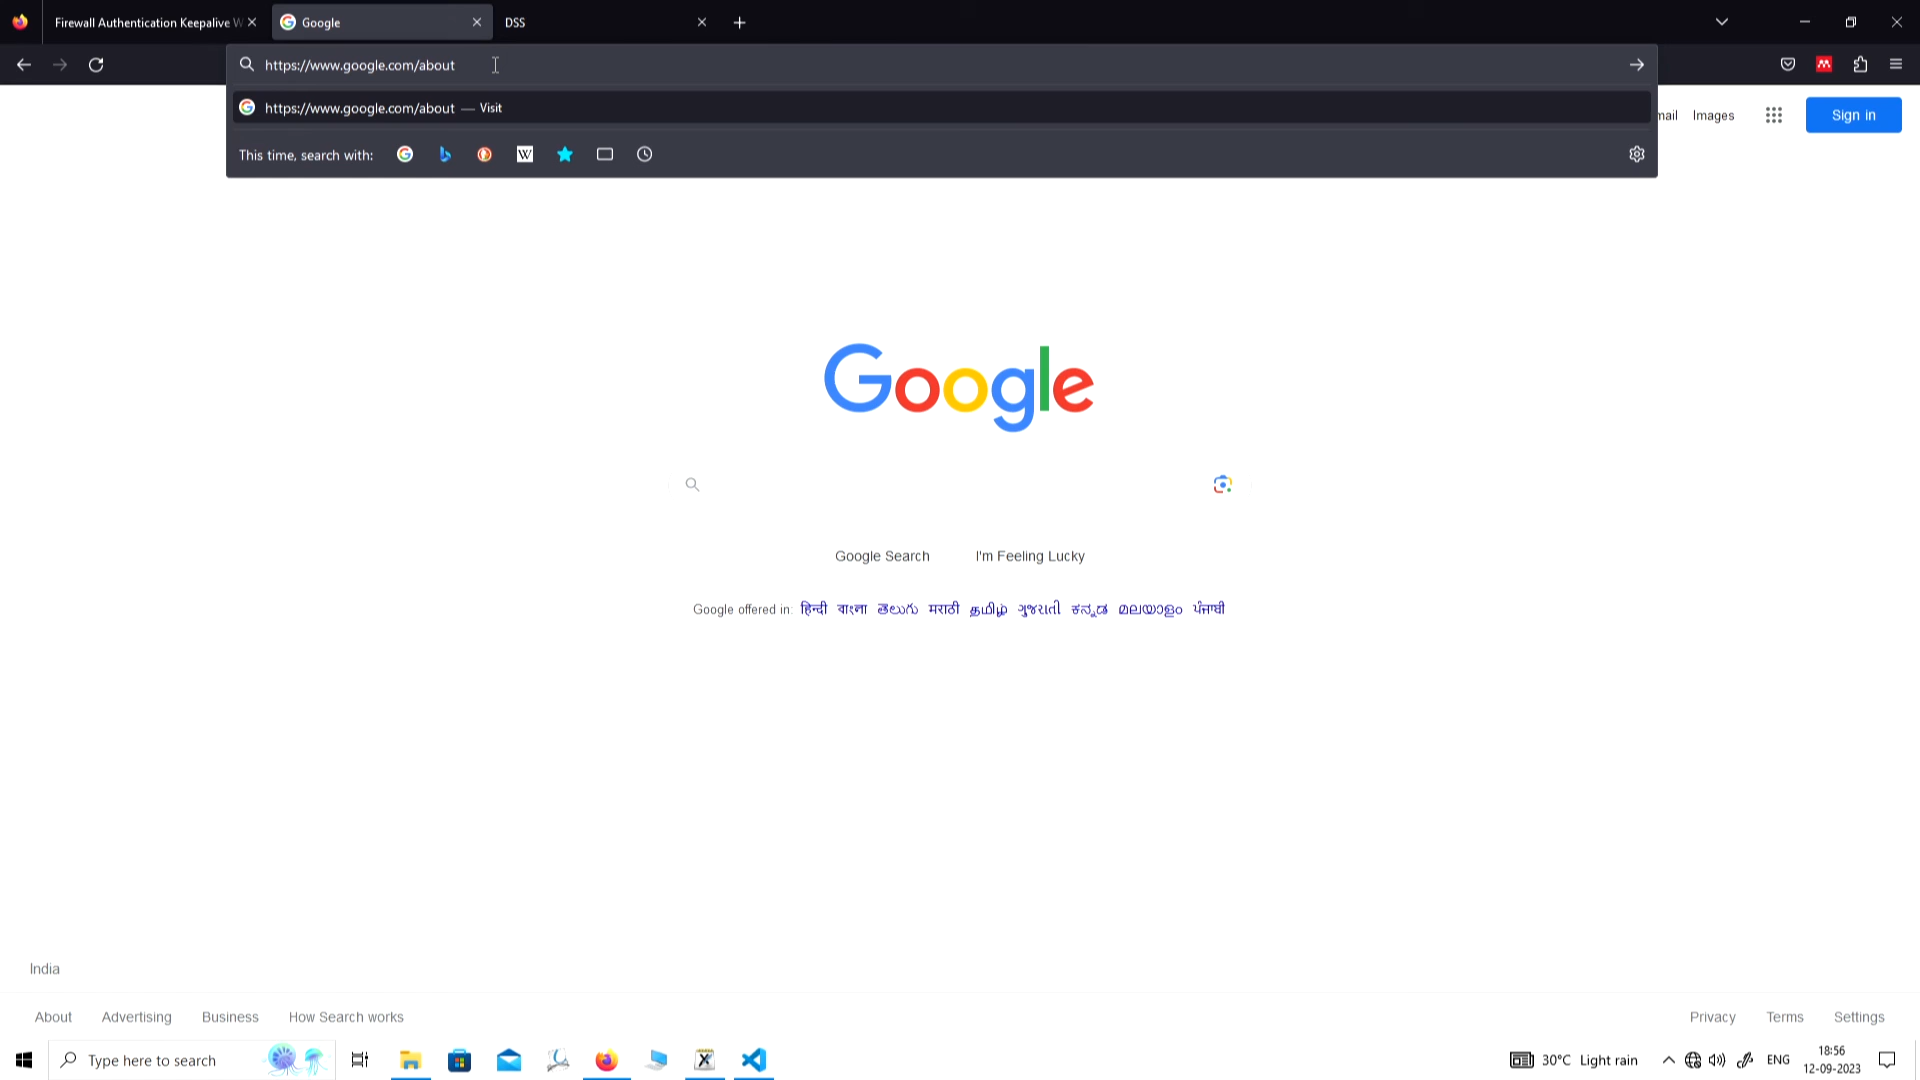 Firewall Authentication Keepalive W
Google
DSS
https://www.google.com/about
https://www.google.com/about — Visit
This time, search with:
mail Images Sign in
Google
Google Search I'm Feeling Lucky
Google offered in: हिन्दी বাংলা తెలుగు मराठी தமிழ் ગુજરાતી ಕನ್ನಡ മലയാളം ਪੰਜਾਬੀ
India
About Advertising Business How Search works
Privacy Terms Settings
Type here to search
30°C Light rain
ENG
18:56
12-09-2023